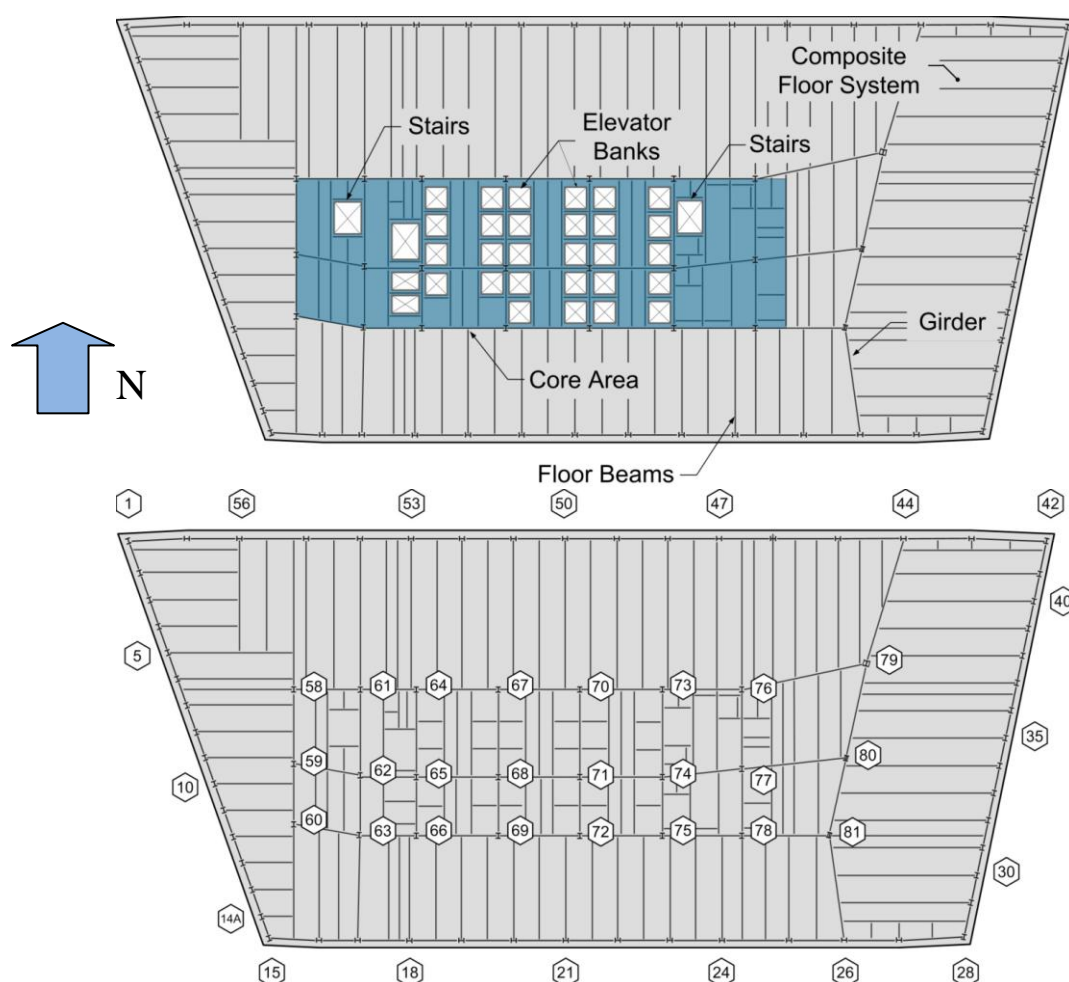 Composite
Floor System
Stairs
Elevator
Banks
Stairs
Girder
N
Core Area
Floor Beams
1 56 53 50 47 44 42
40
5
79
58 61 64 67 70 73 76
35
59 62 65 68 71 74 77 80
10
60 63 66 69 72 75 78 81
30
14A
15 18 21 24 26 28